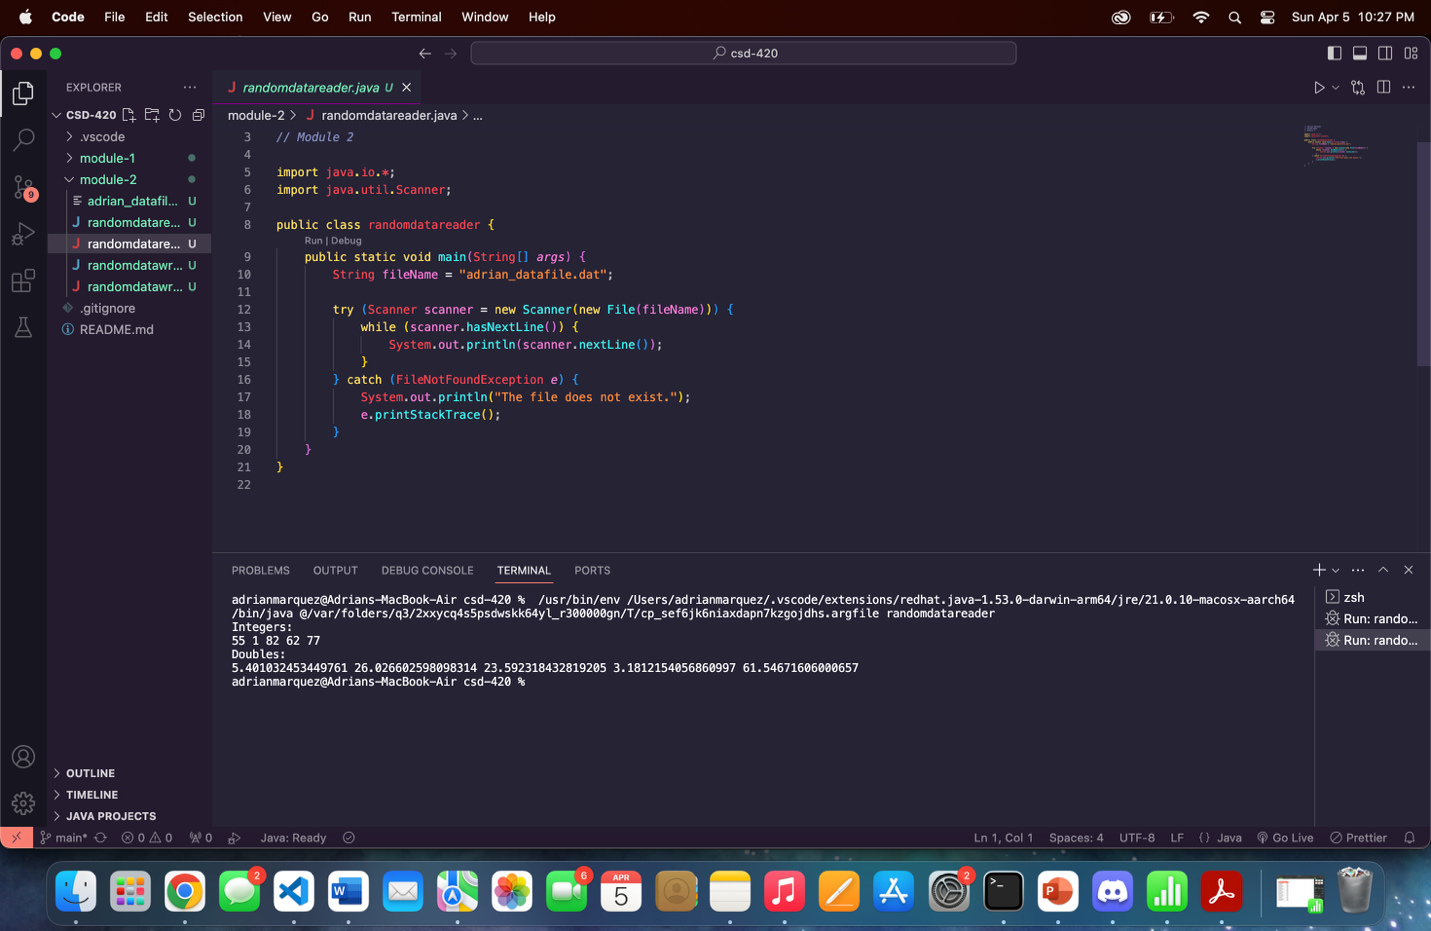 Code File Edit Selection View Go Run Terminal Window Help Sun Apr 5 10:27 PM
csd-420
EXPLORER
CSD-420
.vscode
module-1
module-2
adrian_datafil... U
randomdatare... U
randomdatare... U
randomdatawr... U
randomdatawr... U
.gitignore
README.md
9
OUTLINE
TIMELINE
JAVA PROJECTS
J randomdatareader.java U
module-2 > J randomdatareader.java > ...
3 // Module 2
4
5 import java.io.*;
6 import java.util.Scanner;
7
8 public class randomdatareader {
Run | Debug
9 public static void main(String[] args) {
10 String fileName = "adrian_datafile.dat";
11
12 try (Scanner scanner = new Scanner(new File(fileName))) {
13 while (scanner.hasNextLine()) {
14 System.out.println(scanner.nextLine());
15 }
16 } catch (FileNotFoundException e) {
17 System.out.println("The file does not exist.");
18 e.printStackTrace();
19 }
20 }
21 }
22
PROBLEMS OUTPUT DEBUG CONSOLE TERMINAL PORTS
adrianmarquez@Adrians-MacBook-Air csd-420 % /usr/bin/env /Users/adrianmarquez/.vscode/extensions/redhat.java-1.53.0-darwin-arm64/jre/21.0.10-macosx-aarch64
/bin/java @/var/folders/q3/2xxycq4s5psdwskk64yl_r300000gn/T/cp_sef6jk6niaxdapn7kzgojdhs.argfile randomdatareader
Integers:
55 1 82 62 77
Doubles:
5.401032453449761 26.026602598098314 23.592318432819205 3.1812154056860997 61.54671606000657
adrianmarquez@Adrians-MacBook-Air csd-420 %
zsh
Run: rando...
Run: rando...
main* 0 0 0 Java: Ready Ln 1, Col 1 Spaces: 4 UTF-8 LF {} Java Go Live Prettier
2 6 APR 5 2